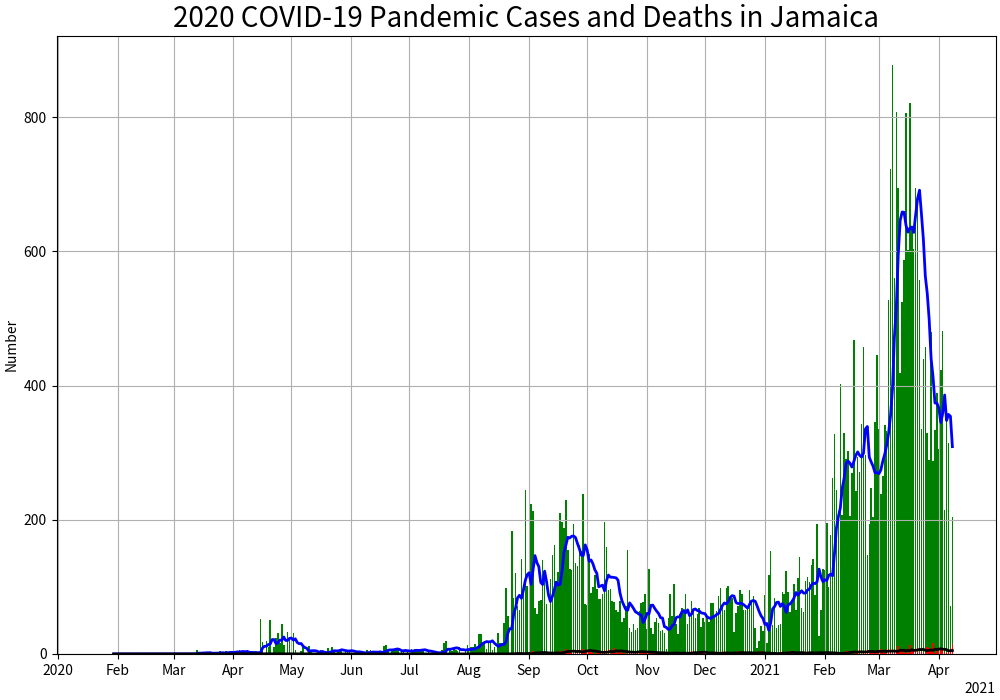 2020 COVID-19 Pandemic Cases and Deaths in Jamaica
Number
800
600
400
200
0
2020 Feb Mar Apr May Jun Jul Aug Sep Oct Nov Dec 2021 Feb Mar Apr
2021